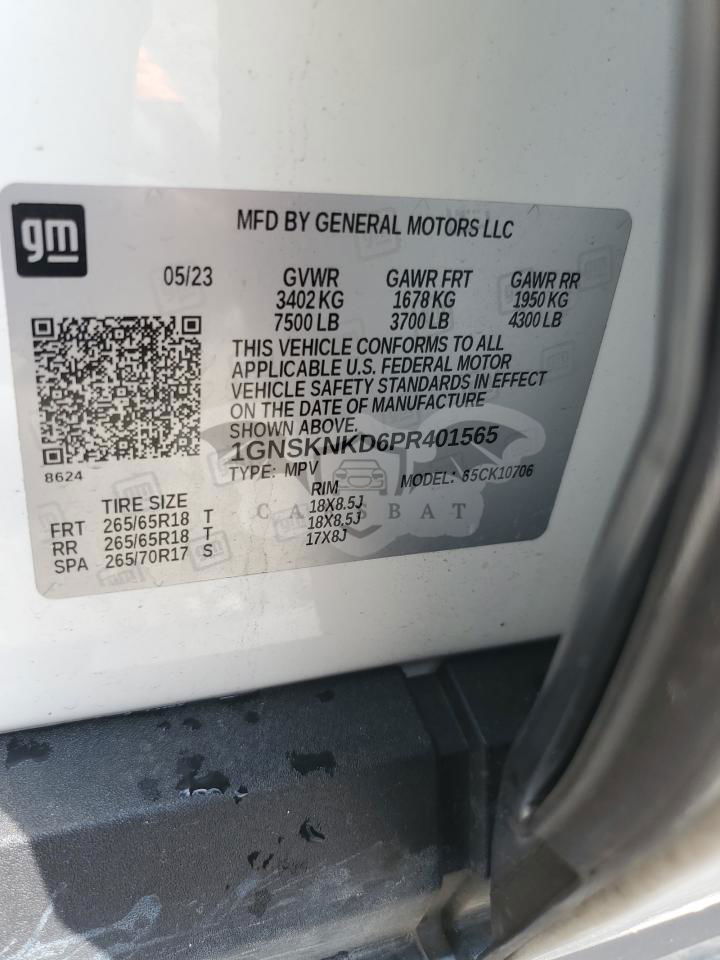 gm
MFD BY GENERAL MOTORS LLC
05/23 GVWR GAWR FRT GAWR RR
3402 KG 1678 KG 1950 KG
7500 LB 3700 LB 4300 LB
THIS VEHICLE CONFORMS TO ALL
APPLICABLE U.S. FEDERAL MOTOR
VEHICLE SAFETY STANDARDS IN EFFECT
ON THE DATE OF MANUFACTURE
SHOWN ABOVE.
1GNSKNKD6PR401565
8624
TYPE: MPV MODEL: 85CK10706
TIRE SIZE RIM
FRT 265/65R18 T 18X8.5J
RR 265/65R18 T 18X8.5J
SPA 265/70R17 S 17X8J
CARSBAT